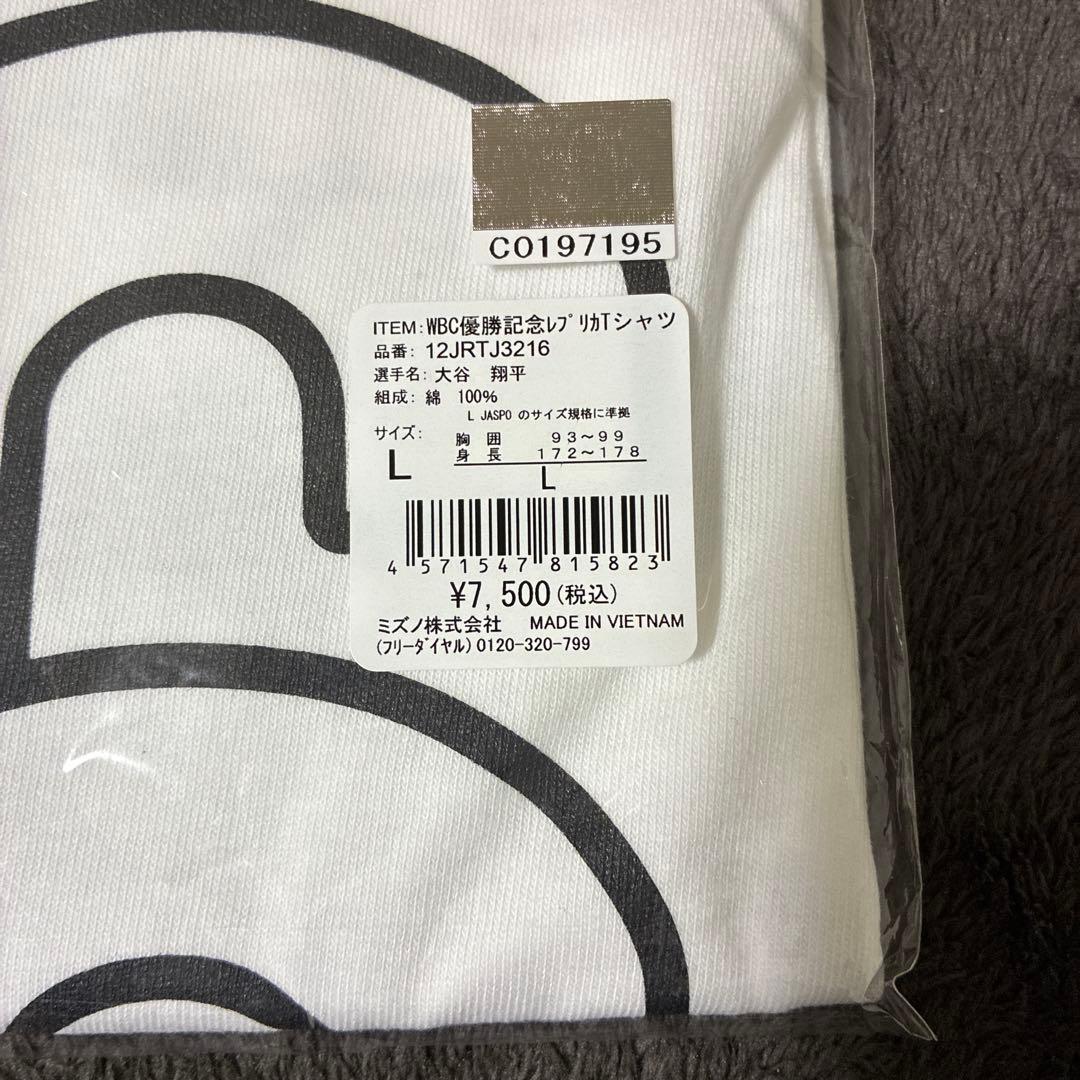 C0197195
ITEM: WBC優勝記念ﾚﾌﾟﾘｶTシャツ
品番: 12JRTJ3216
選手名: 大谷　翔平
組成: 綿 100%
L JASPO のサイズ規格に準拠
サイズ: L
胸囲 93～99
身長 172～178
L
4 571547 815823
¥7,500(税込)
ミズノ株式会社 MADE IN VIETNAM
(ﾌﾘｰﾀﾞｲﾔﾙ) 0120-320-799